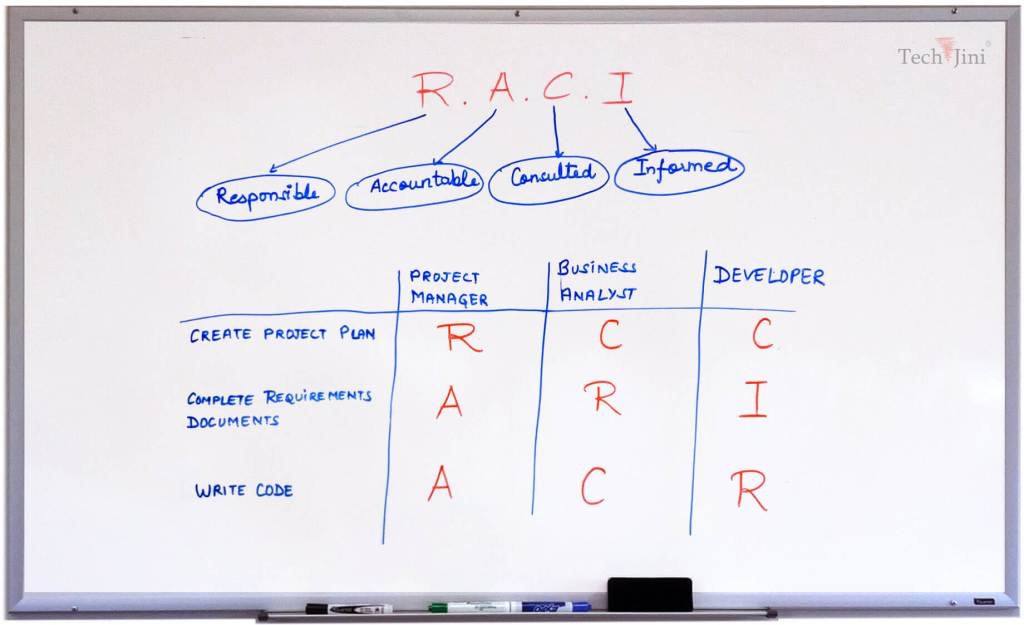 Tech Jini
R. A. C. I
Responsible Accountable Consulted Informed
PROJECT MANAGER
BUSINESS ANALYST
DEVELOPER
CREATE PROJECT PLAN R C C
COMPLETE REQUIREMENTS
DOCUMENTS
A R I
WRITE CODE A C R